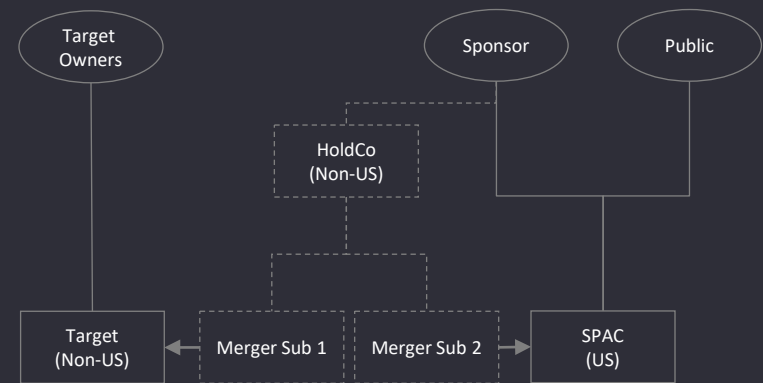 Target
Owners
Sponsor
Public
HoldCo
(Non-US)
Target
(Non-US)
Merger Sub 1
Merger Sub 2
SPAC
(US)